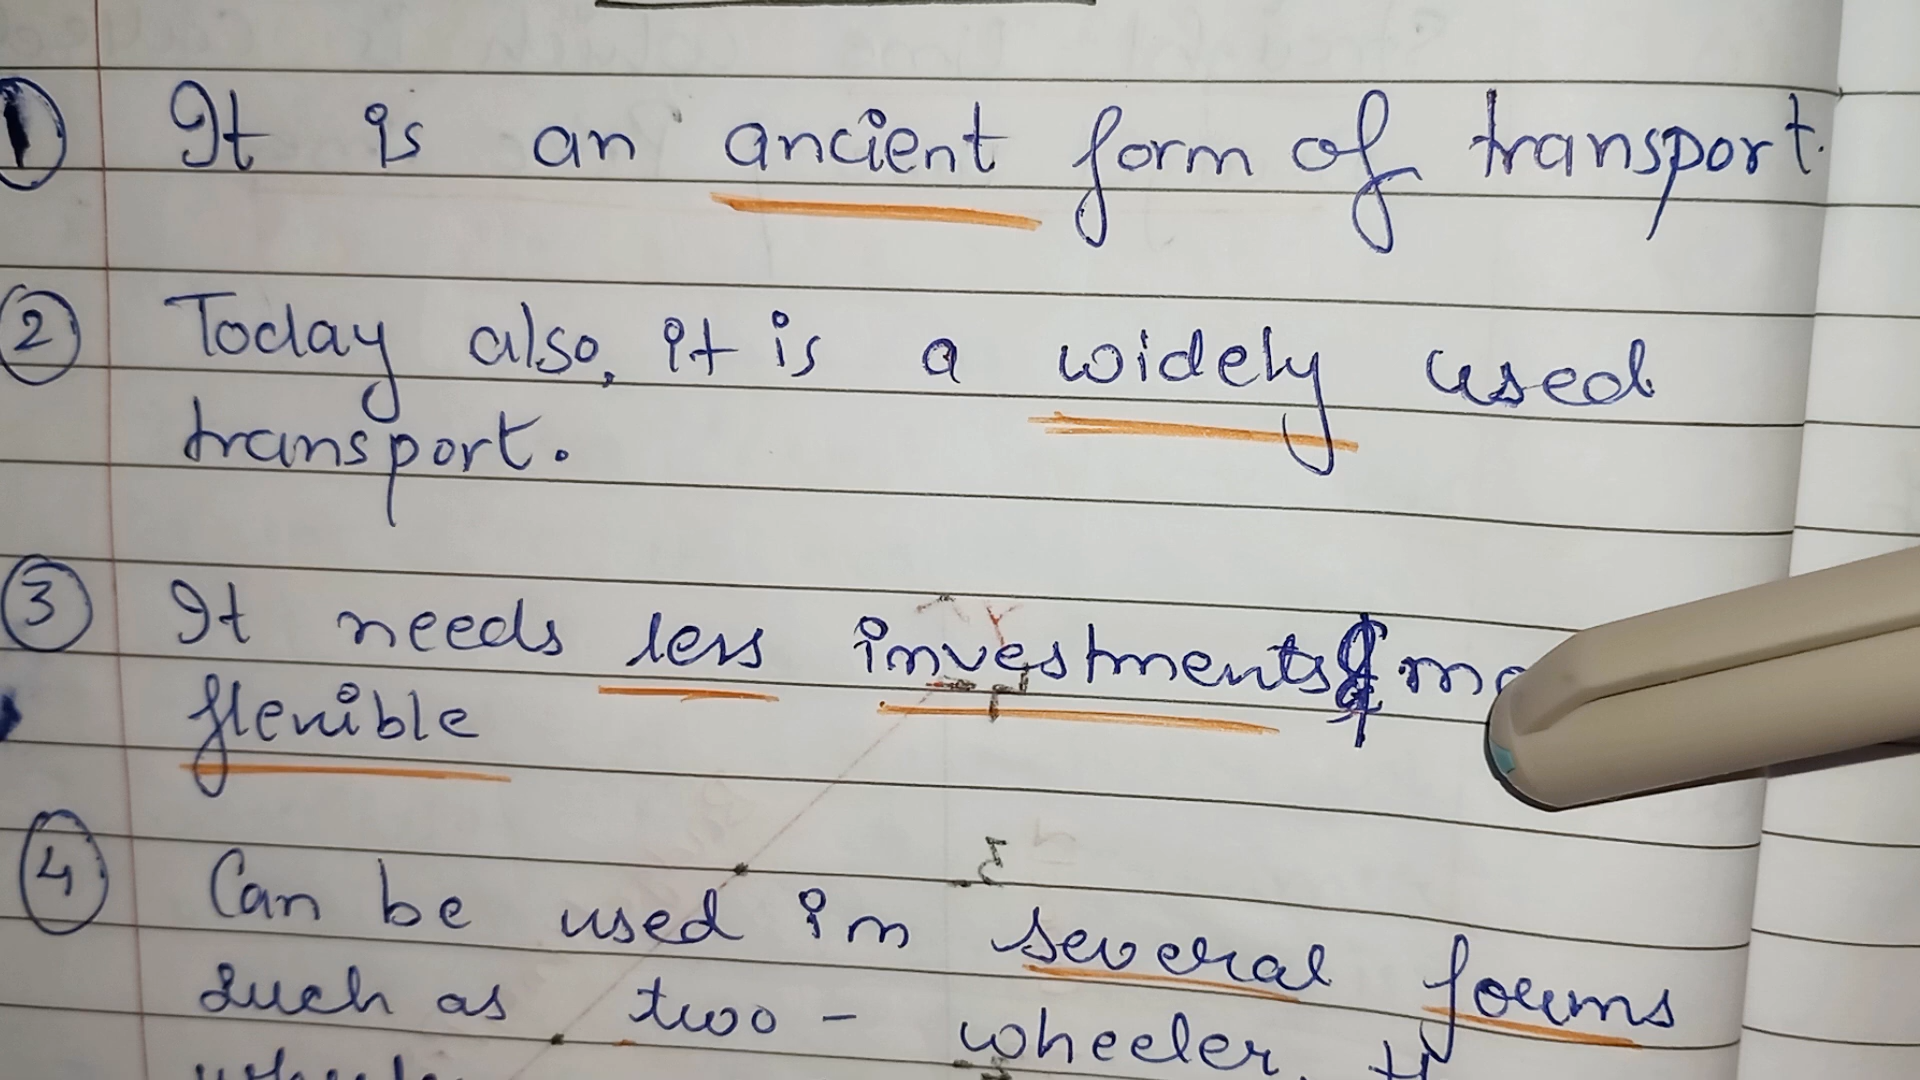 ① It is an ancient form of transport.
② Today also, it is a widely used
transport.
③ It needs less investments &
flexible
④ Can be used in several forms
such as two - wheeler,